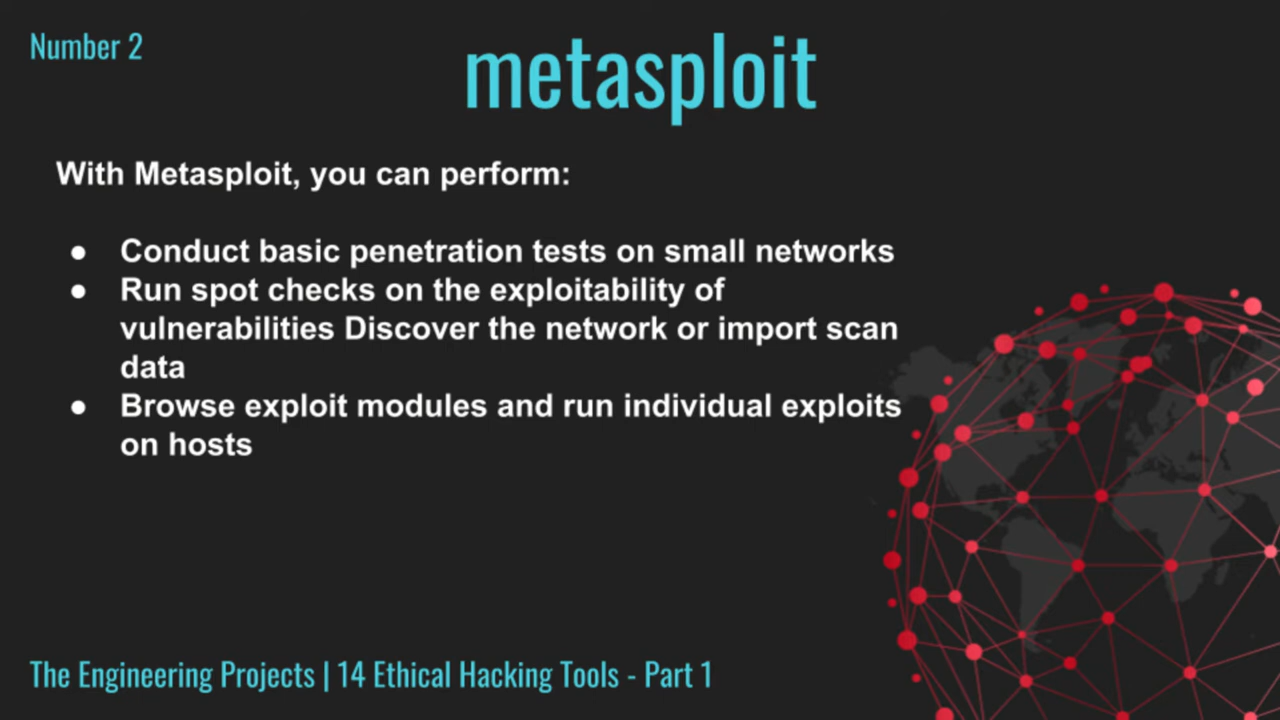 Number 2
metasploit
With Metasploit, you can perform:
● Conduct basic penetration tests on small networks
● Run spot checks on the exploitability of
vulnerabilities Discover the network or import scan
data
● Browse exploit modules and run individual exploits
on hosts
The Engineering Projects | 14 Ethical Hacking Tools - Part 1